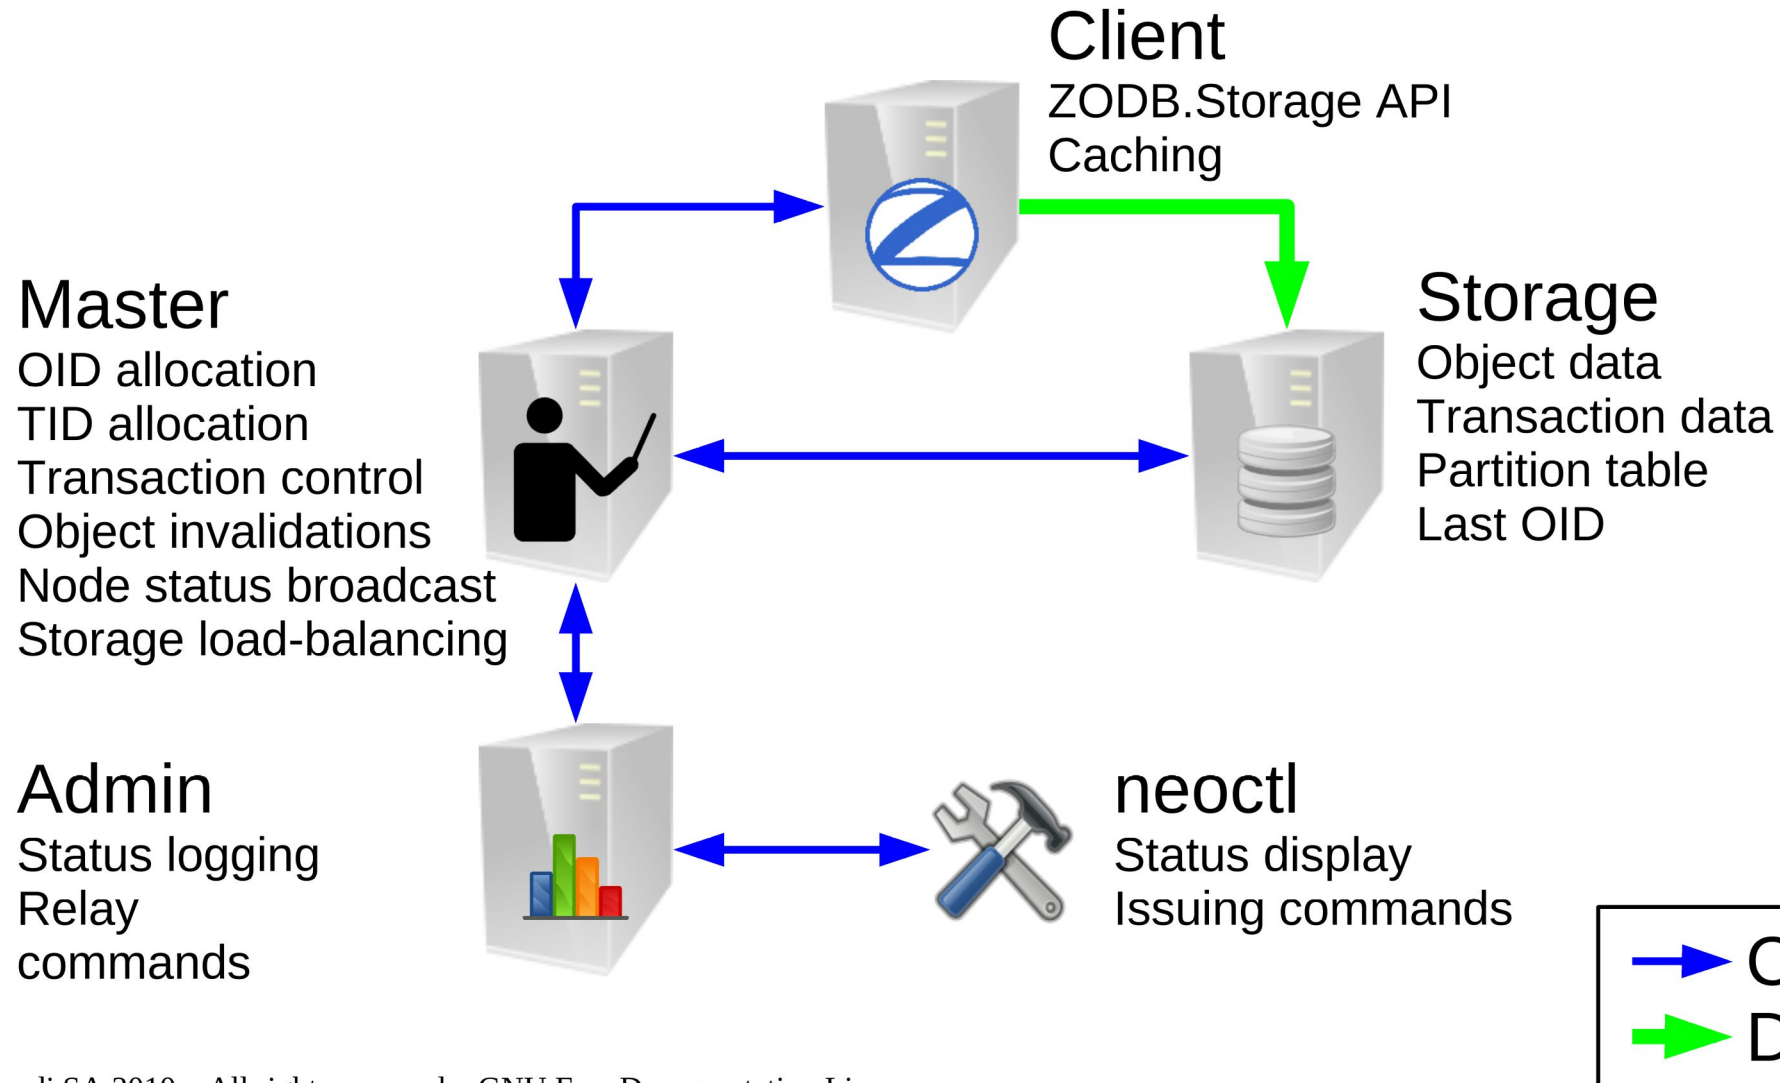 Client
ZODB.Storage API
Caching
Master
OID allocation
TID allocation
Transaction control
Object invalidations
Node status broadcast
Storage load-balancing
Storage
Object data
Transaction data
Partition table
Last OID
Admin
Status logging
Relay
commands
neoctl
Status display
Issuing commands
D